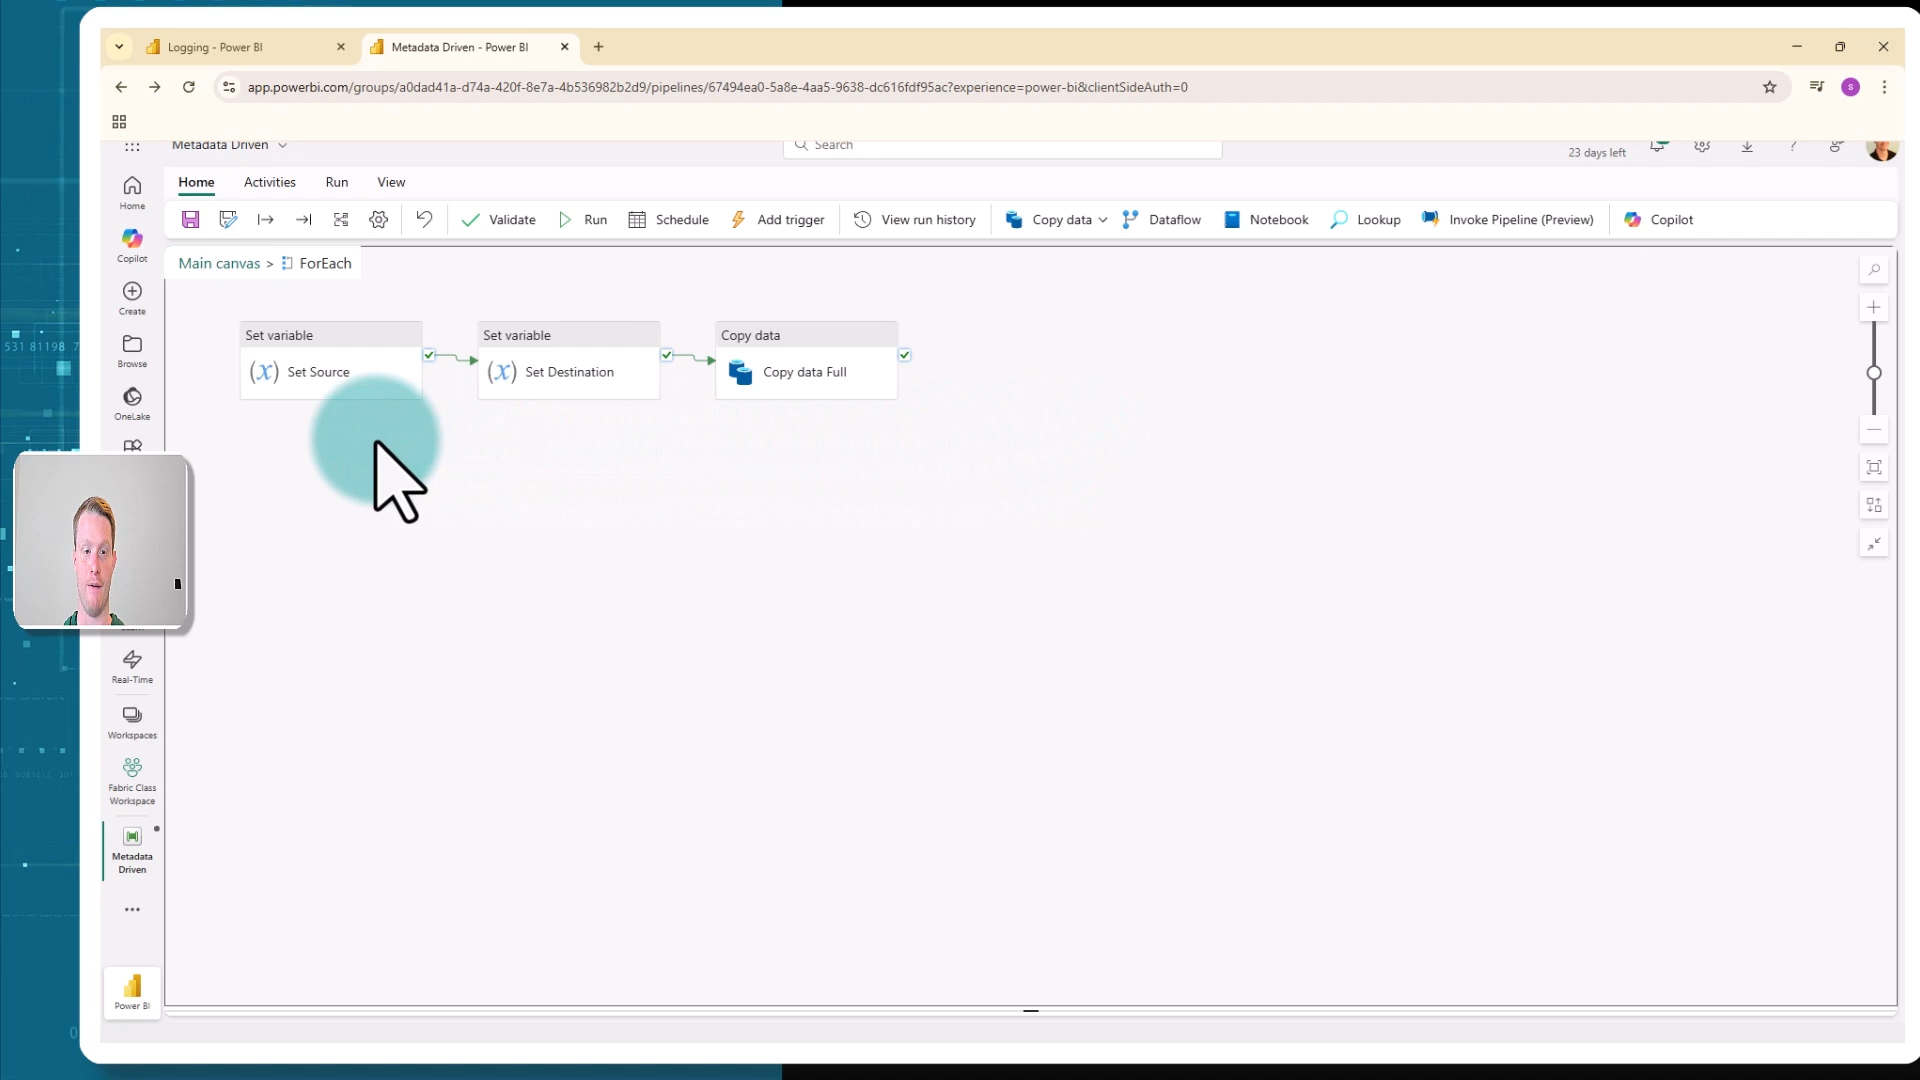 Logging - Power BI
Metadata Driven - Power BI
app.powerbi.com/groups/a0dad41a-d74a-420f-8e7a-4b536982b2d9/pipelines/67494ea0-5a8e-4aa5-9638-dc616fdf95ac?experience=power-bi&clientSideAuth=0
s
Metadata Driven
Search
23 days left
Home
Activities
Run
View
Validate
Run
Schedule
Add trigger
View run history
Copy data
Dataflow
Notebook
Lookup
Invoke Pipeline (Preview)
Copilot
Main canvas > ForEach
Set variable
(x) Set Source
Set variable
(x) Set Destination
Copy data
Copy data Full
Home
Copilot
Create
Browse
OneLake
Real-Time
Workspaces
Fabric Class
Workspace
Metadata
Driven
Power BI
531 81198 7